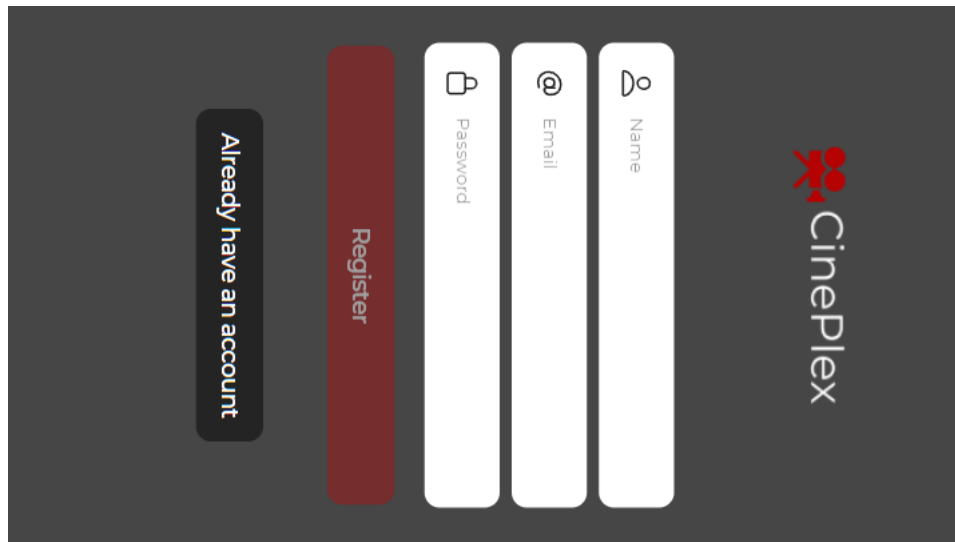 CinePlex
Name
Email
Password
Register
Already have an account